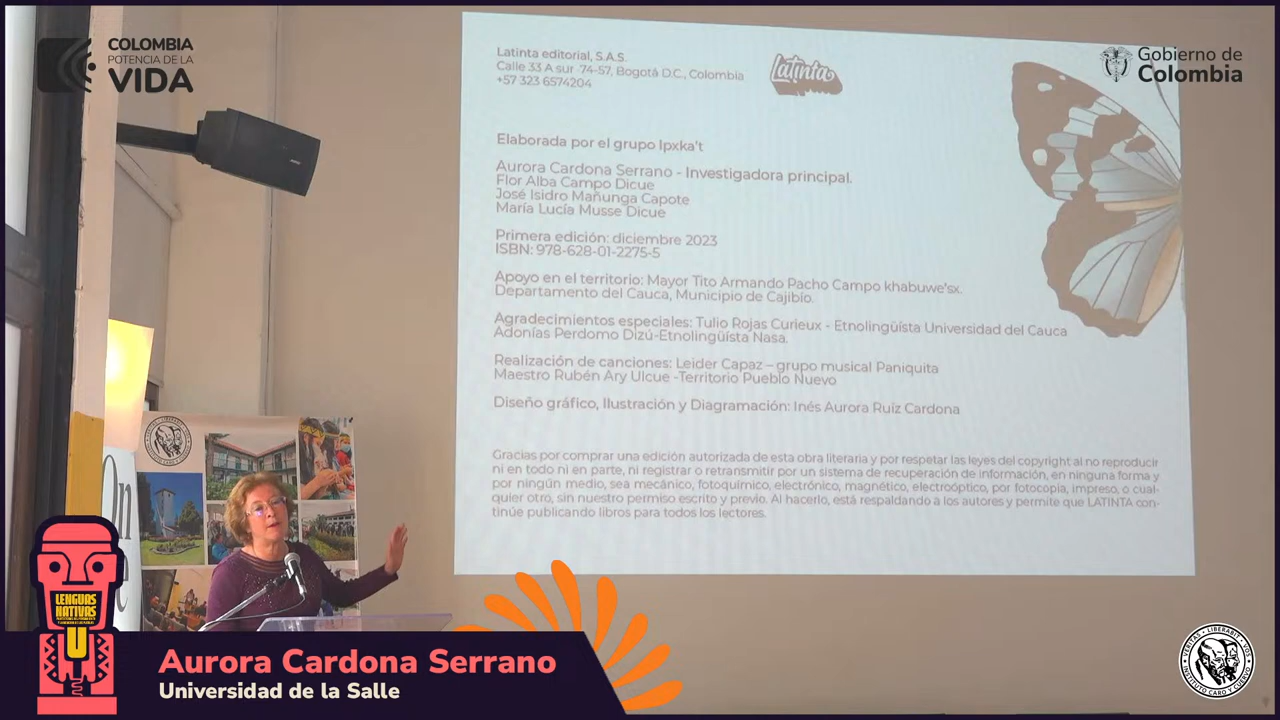 COLOMBIA
POTENCIA DE LA
VIDA
Gobierno de
Colombia
Latinta editorial, S.A.S.
Calle 33 A sur 74-57, Bogotá D.C., Colombia
+57 323 6574204
Latinta
Elaborada por el grupo Ipxka't
Aurora Cardona Serrano - Investigadora principal.
Flor Alba Campo Dicue
José Isidro Mañunga Capote
María Lucía Musse Dicue
Primera edición: diciembre 2023
ISBN: 978-628-01-2275-5
Apoyo en el territorio: Mayor Tito Armando Pacho Campo khabuwe'sx.
Departamento del Cauca, Municipio de Cajibío.
Agradecimientos especiales: Tulio Rojas Curieux - Etnolingüísta Universidad del Cauca
Adonías Perdomo Dizú-Etnolingüísta Nasa.
Realización de canciones: Leider Capaz – grupo musical Paniquita
Maestro Rubén Ary Ulcue -Territorio Pueblo Nuevo
Diseño gráfico, Ilustración y Diagramación: Inés Aurora Ruíz Cardona
Gracias por comprar una edición autorizada de esta obra literaria y por respetar las leyes del copyright al no reproducir
ni en todo ni en parte, ni registrar o retransmitir por un sistema de recuperación de información, en ninguna forma y
por ningún medio, sea mecánico, fotoquímico, electrónico, magnético, electroóptico, por fotocopia, impreso, o cual-
quier otro, sin nuestro permiso escrito y previo. Al hacerlo, está respaldando a los autores y permite que LATINTA con-
tinúe publicando libros para todos los lectores.
LENGUAS
NATIVAS
Aurora Cardona Serrano
Universidad de la Salle
INSTITUTO CARO Y CUERVO